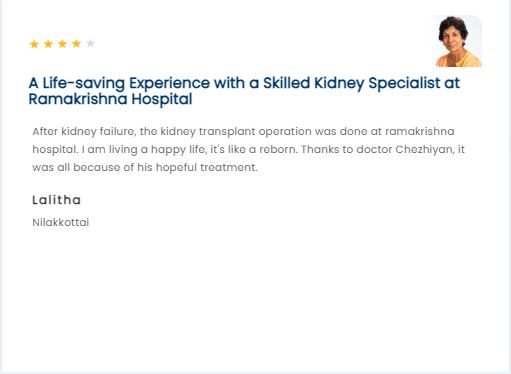 A Life-saving Experience with a Skilled Kidney Specialist at
Ramakrishna Hospital
After kidney failure, the kidney transplant operation was done at ramakrishna
hospital. I am living a happy life, it's like a reborn. Thanks to doctor Chezhiyan, it
was all because of his hopeful treatment.
Lalitha
Nilakkottai